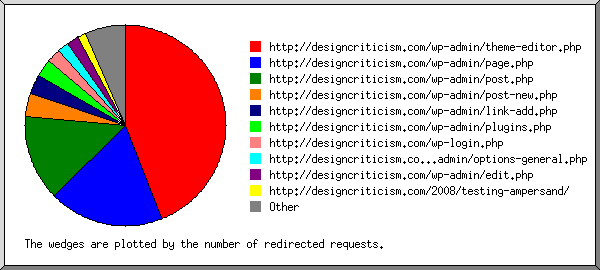 http://designcriticism.com/wp-admin/theme-editor.php
http://designcriticism.com/wp-admin/page.php
http://designcriticism.com/wp-admin/post.php
http://designcriticism.com/wp-admin/post-new.php
http://designcriticism.com/wp-admin/link-add.php
http://designcriticism.com/wp-admin/plugins.php
http://designcriticism.com/wp-login.php
http://designcriticism.co...admin/options-general.php
http://designcriticism.com/wp-admin/edit.php
http://designcriticism.com/2008/testing-ampersand/
Other
The wedges are plotted by the number of redirected requests.